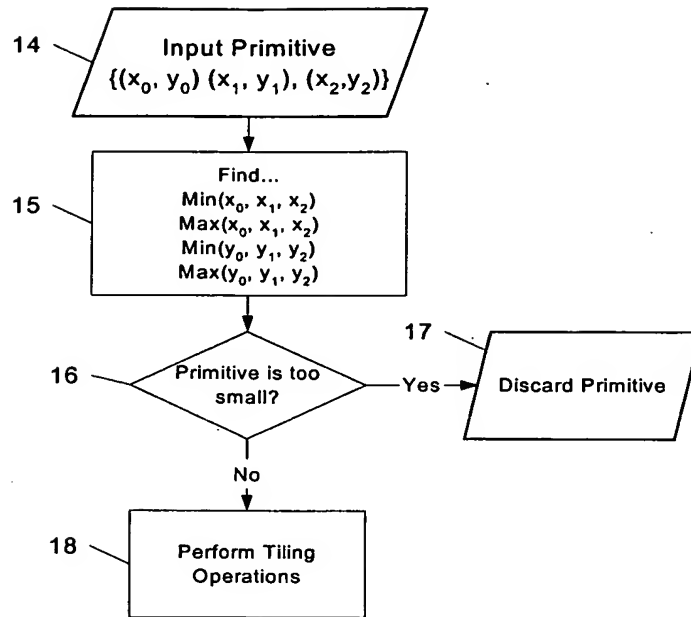 14
Input Primitive
{(x₀, y₀) (x₁, y₁), (x₂,y₂)}
15
Find...
Min(x₀, x₁, x₂)
Max(x₀, x₁, x₂)
Min(y₀, y₁, y₂)
Max(y₀, y₁, y₂)
16
Primitive is too
small?
Yes
17
Discard Primitive
No
18
Perform Tiling
Operations